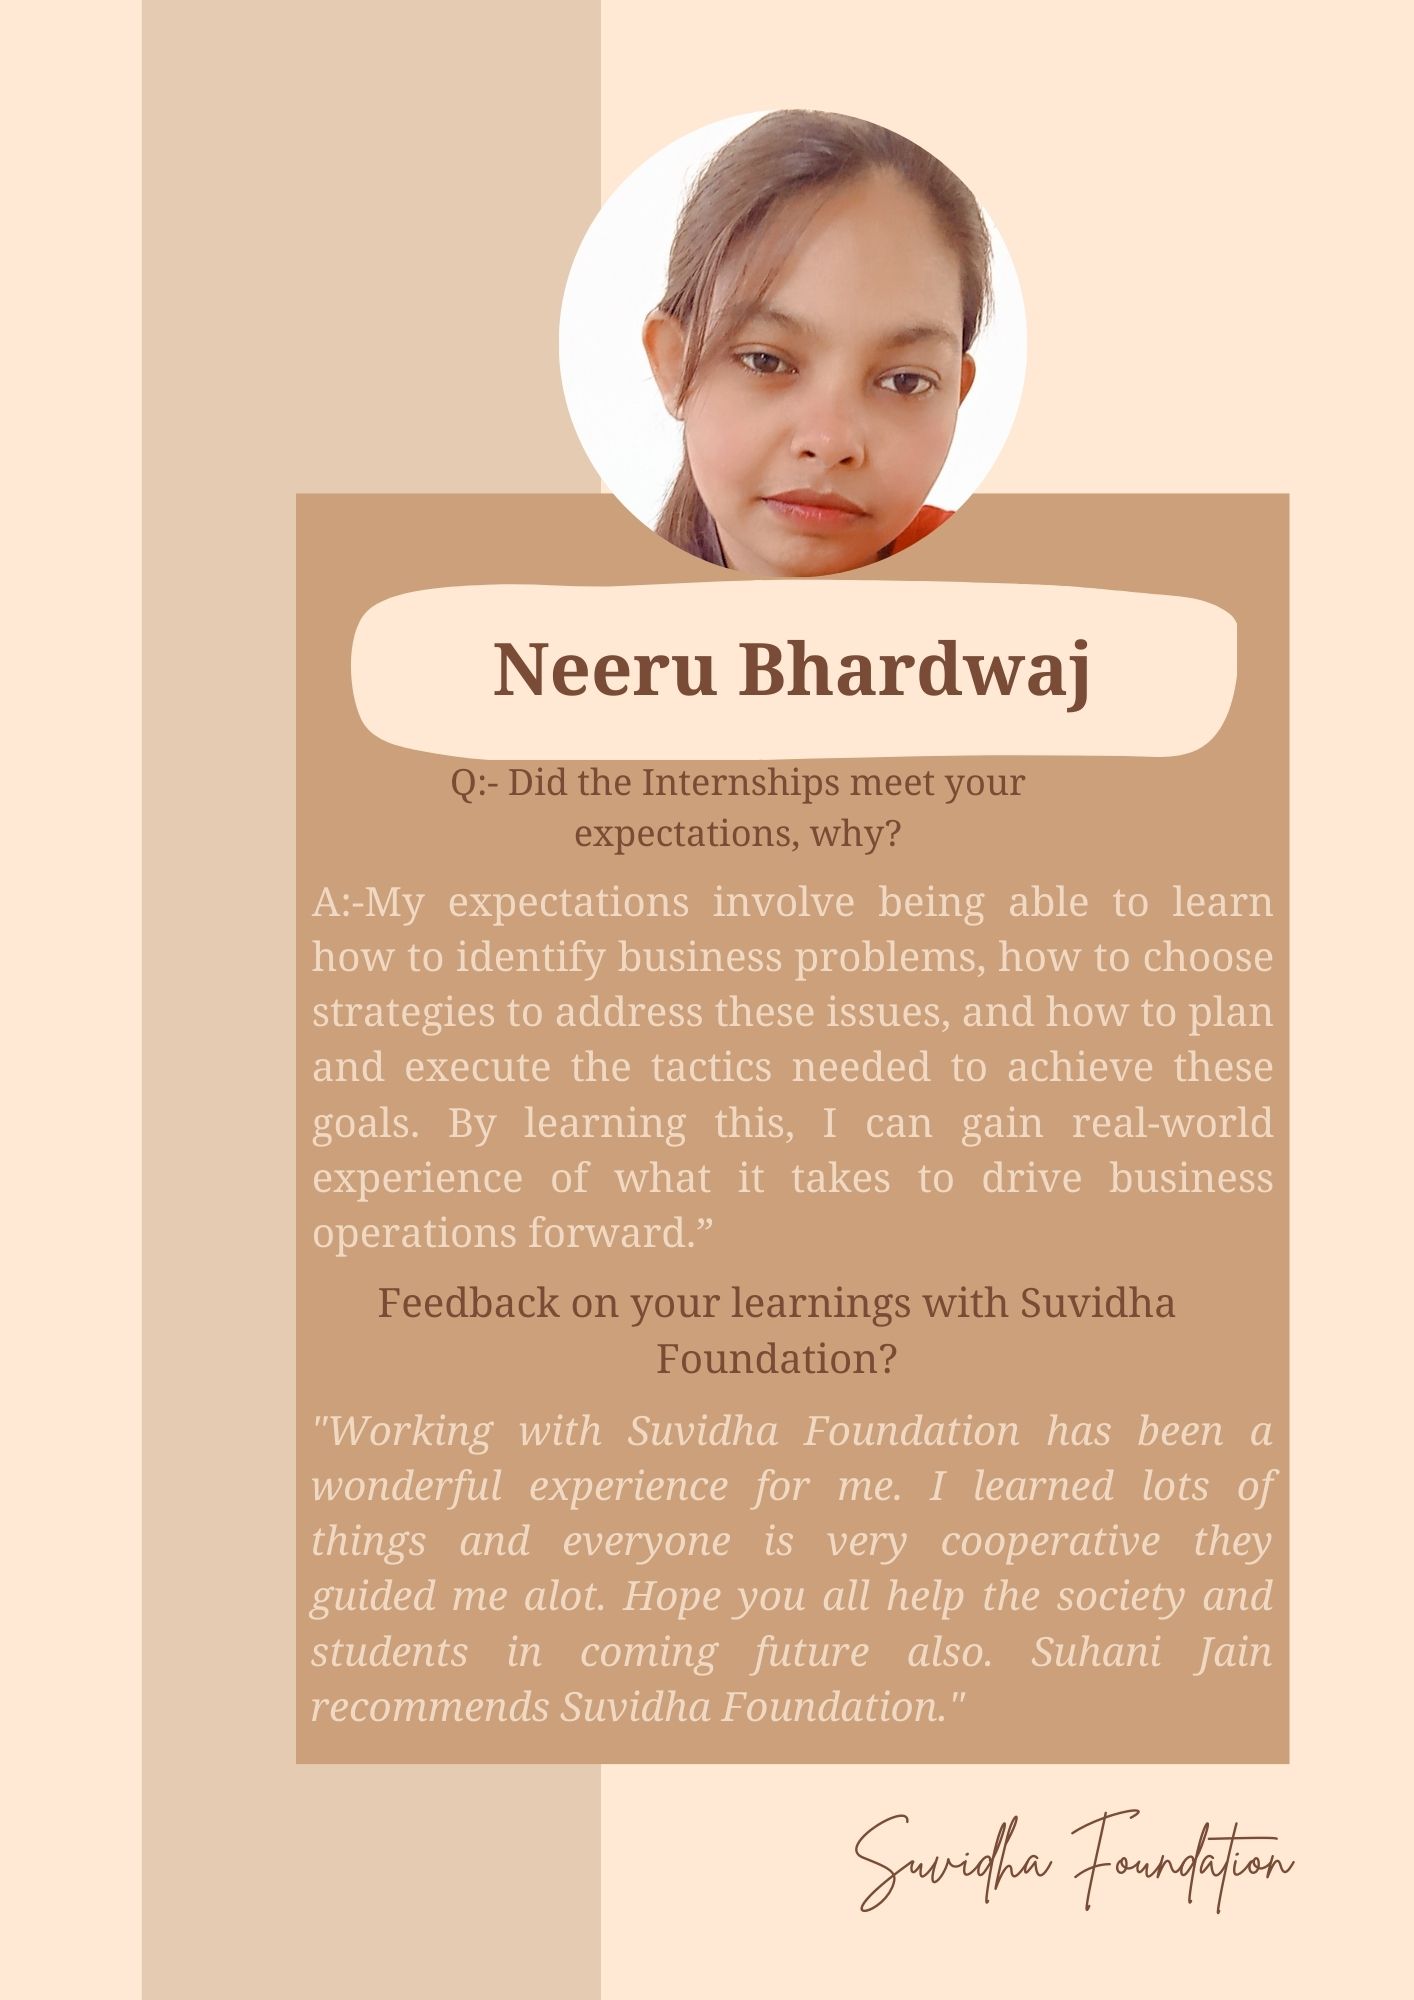 Neeru Bhardwaj
Q:- Did the Internships meet your
expectations, why?
A:-My expectations involve being able to learn
how to identify business problems, how to choose
strategies to address these issues, and how to plan
and execute the tactics needed to achieve these
goals. By learning this, I can gain real-world
experience of what it takes to drive business
operations forward.”
Feedback on your learnings with Suvidha
Foundation?
"Working with Suvidha Foundation has been a
wonderful experience for me. I learned lots of
things and everyone is very cooperative they
guided me alot. Hope you all help the society and
students in coming future also. Suhani Jain
recommends Suvidha Foundation."
Suvidha Foundation